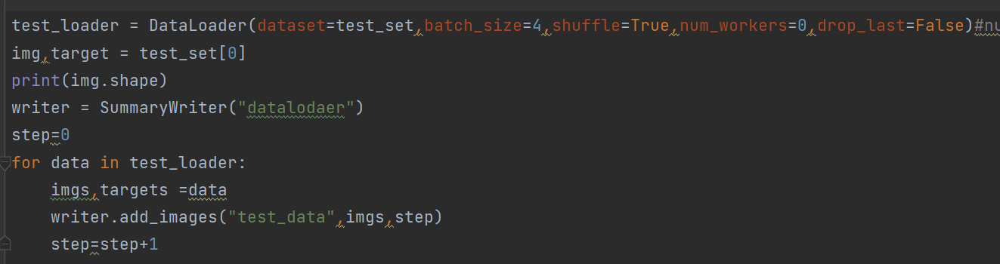 test_loader = DataLoader(dataset=test_set,batch_size=4,shuffle=True,num_workers=0,drop_last=False)#nu
img,target = test_set[0]
print(img.shape)
writer = SummaryWriter("datalodaer")
step=0
for data in test_loader:
    imgs,targets =data
    writer.add_images("test_data",imgs,step)
    step=step+1